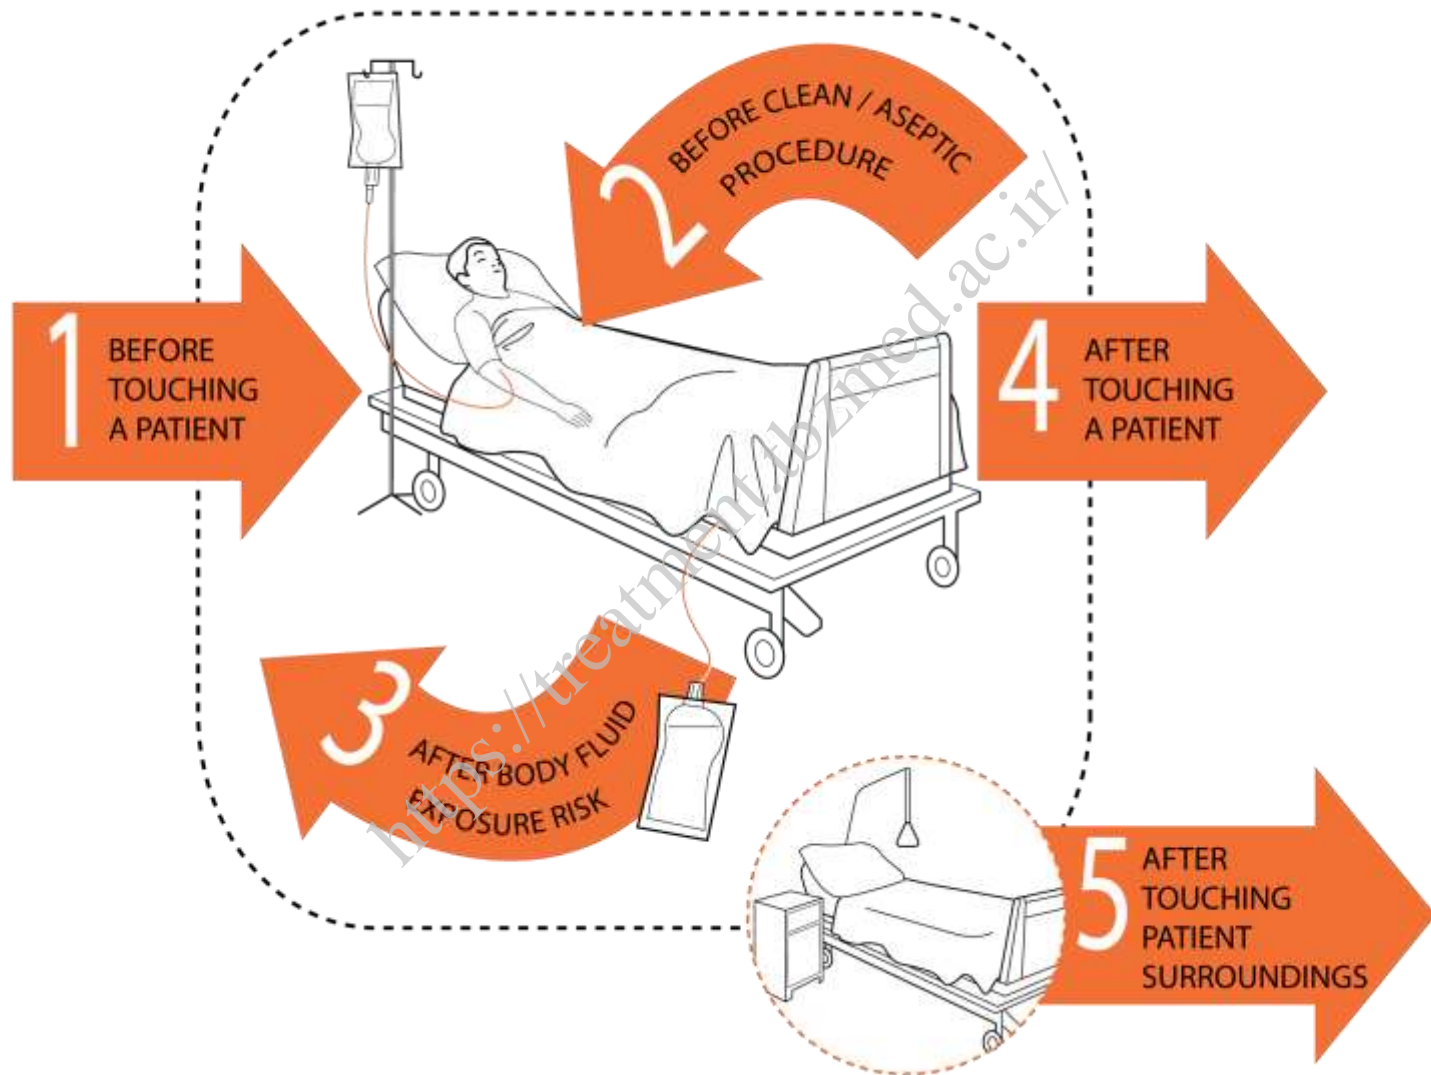 1
BEFORE
TOUCHING
A PATIENT
2
BEFORE CLEAN / ASEPTIC
PROCEDURE
3
AFTER BODY FLUID
EXPOSURE RISK
4
AFTER
TOUCHING
A PATIENT
5
AFTER
TOUCHING
PATIENT
SURROUNDINGS
https://treatment.tbzmed.ac.ir/